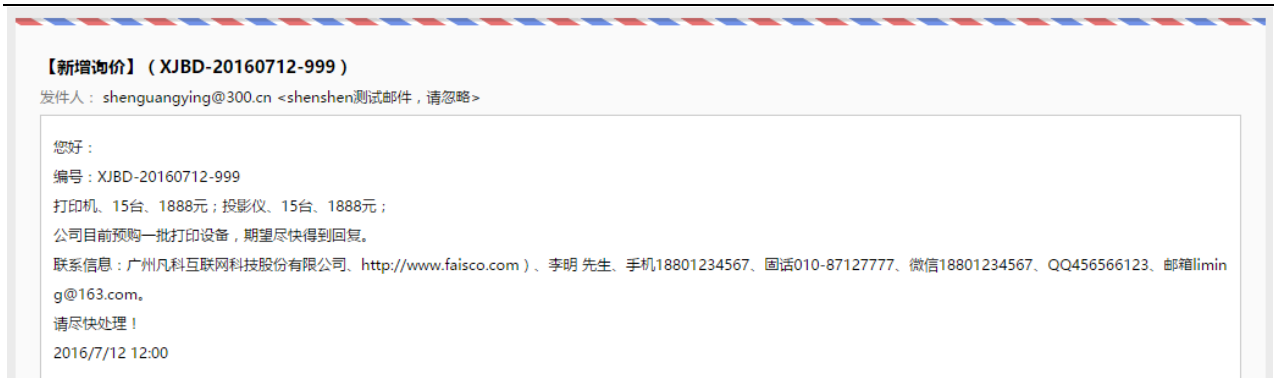 【新增询价】（XJBD-20160712-999）
发件人： shenguangying@300.cn <shenshen测试邮件，请忽略>
您好：
编号：XJBD-20160712-999
打印机、15台、1888元；投影仪、15台、1888元；
公司目前预购一批打印设备，期望尽快得到回复。
联系信息：广州凡科互联网科技股份有限公司、http://www.faisco.com）、李明 先生、手机18801234567、固话010-87127777、微信18801234567、QQ456566123、邮箱limin
g@163.com。
请尽快处理！
2016/7/12 12:00